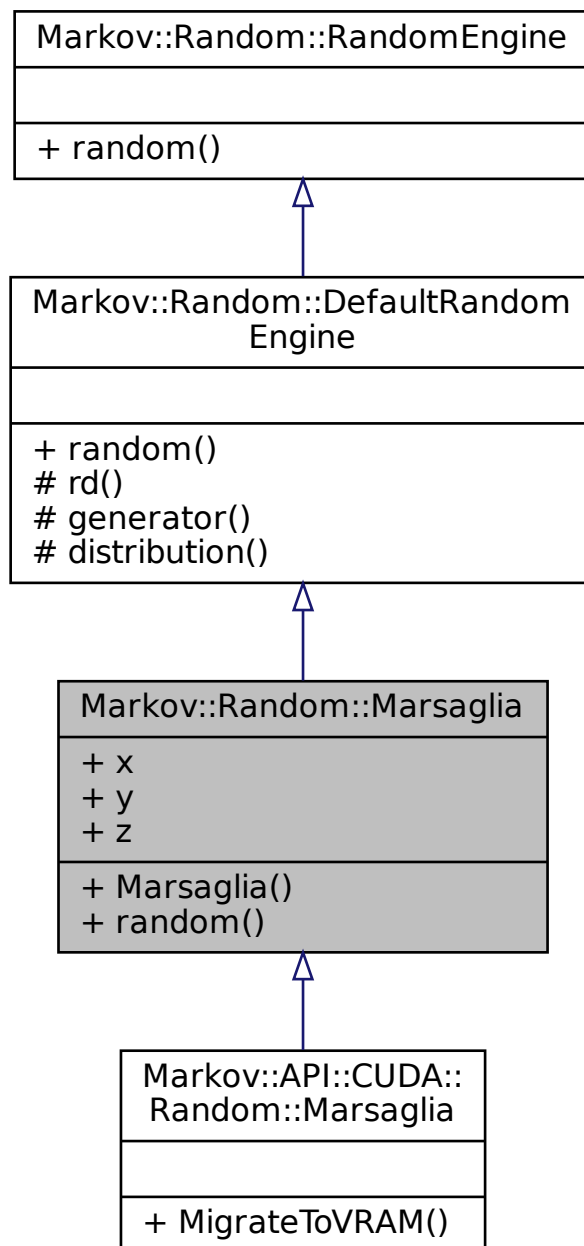 Markov::Random::RandomEngine
+ random()
Markov::Random::DefaultRandom
Engine
+ random()
# rd()
# generator()
# distribution()
Markov::Random::Marsaglia
+ x
+ y
+ z
+ Marsaglia()
+ random()
Markov::API::CUDA::
Random::Marsaglia
+ MigrateToVRAM()